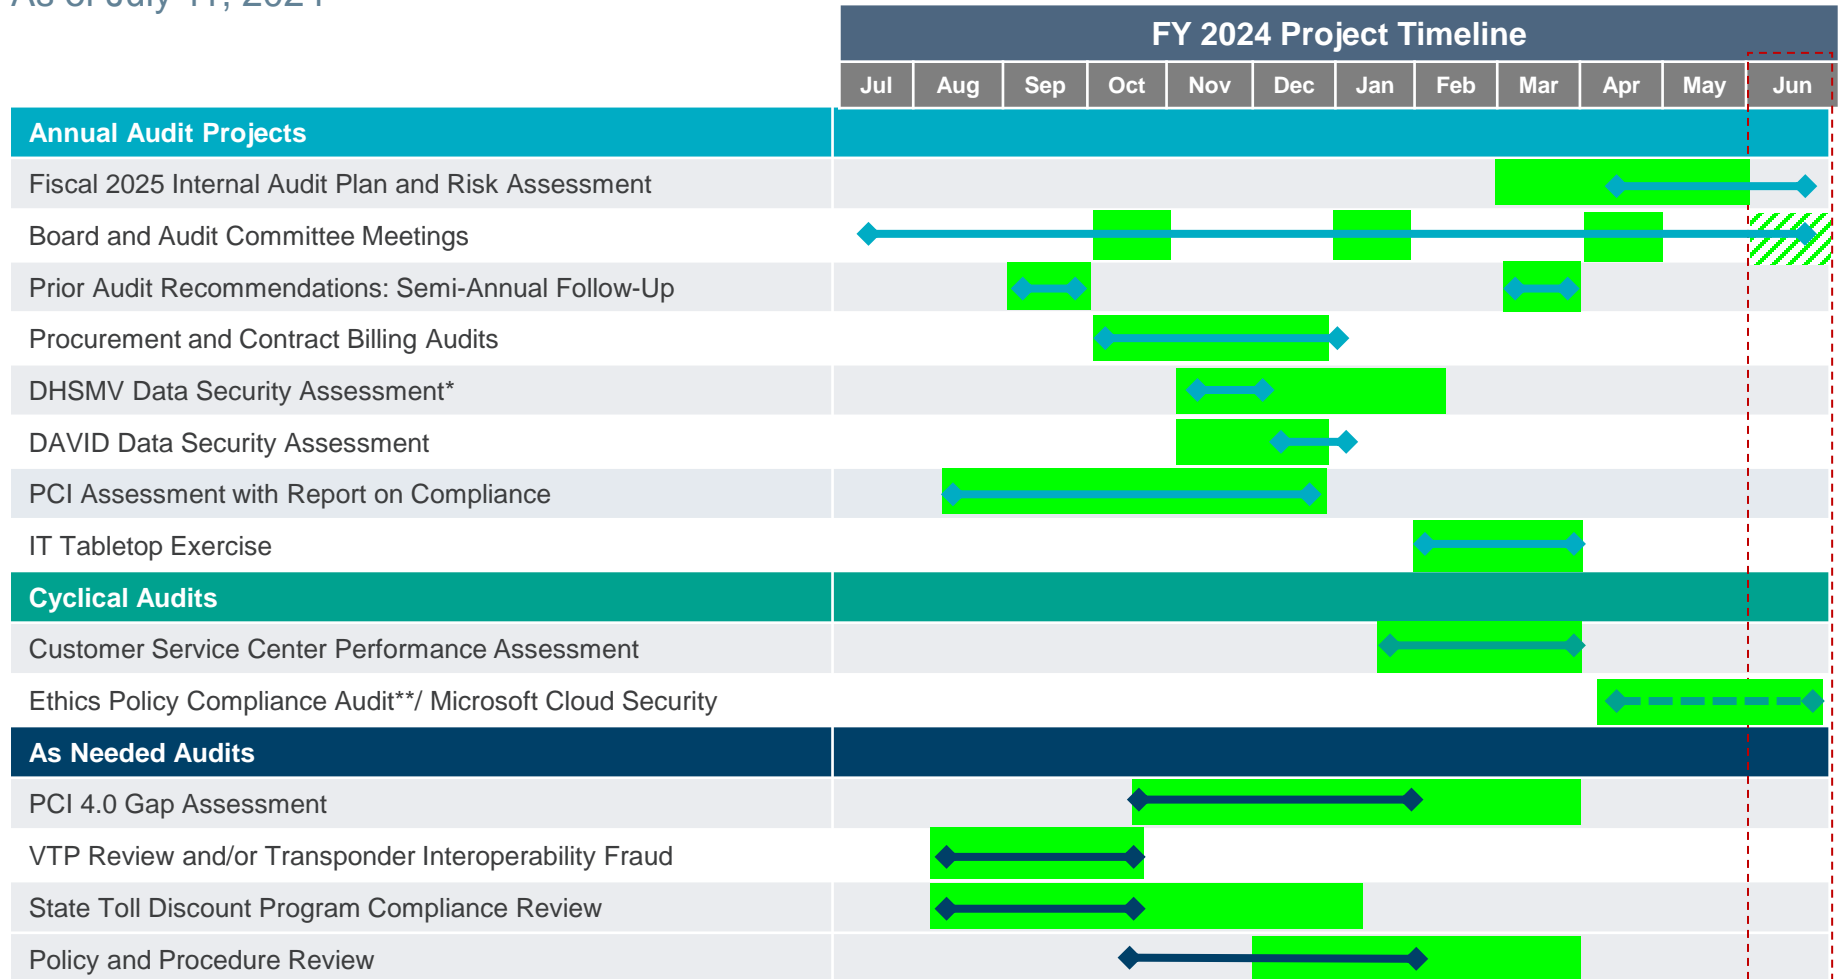 As of July 11, 2024
FY 2024 Project Timeline
Jul Aug Sep Oct Nov Dec Jan Feb Mar Apr May Jun
Annual Audit Projects
Fiscal 2025 Internal Audit Plan and Risk Assessment
Board and Audit Committee Meetings
Prior Audit Recommendations: Semi-Annual Follow-Up
Procurement and Contract Billing Audits
DHSMV Data Security Assessment*
DAVID Data Security Assessment
PCI Assessment with Report on Compliance
IT Tabletop Exercise
Cyclical Audits
Customer Service Center Performance Assessment
Ethics Policy Compliance Audit**/ Microsoft Cloud Security
As Needed Audits
PCI 4.0 Gap Assessment
VTP Review and/or Transponder Interoperability Fraud
State Toll Discount Program Compliance Review
Policy and Procedure Review